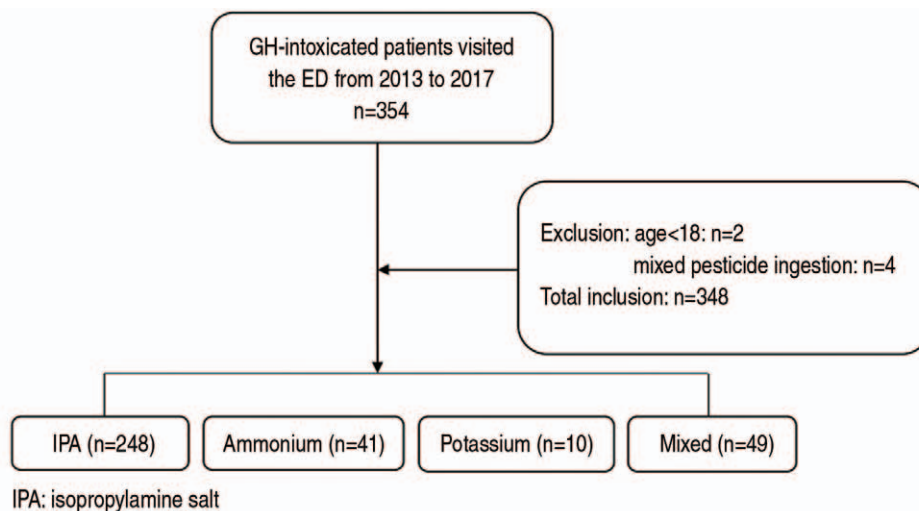 GH-intoxicated patients visited
the ED from 2013 to 2017
n=354
Exclusion: age<18: n=2
mixed pesticide ingestion: n=4
Total inclusion: n=348
IPA (n=248)
Ammonium (n=41)
Potassium (n=10)
Mixed (n=49)
IPA: isopropylamine salt